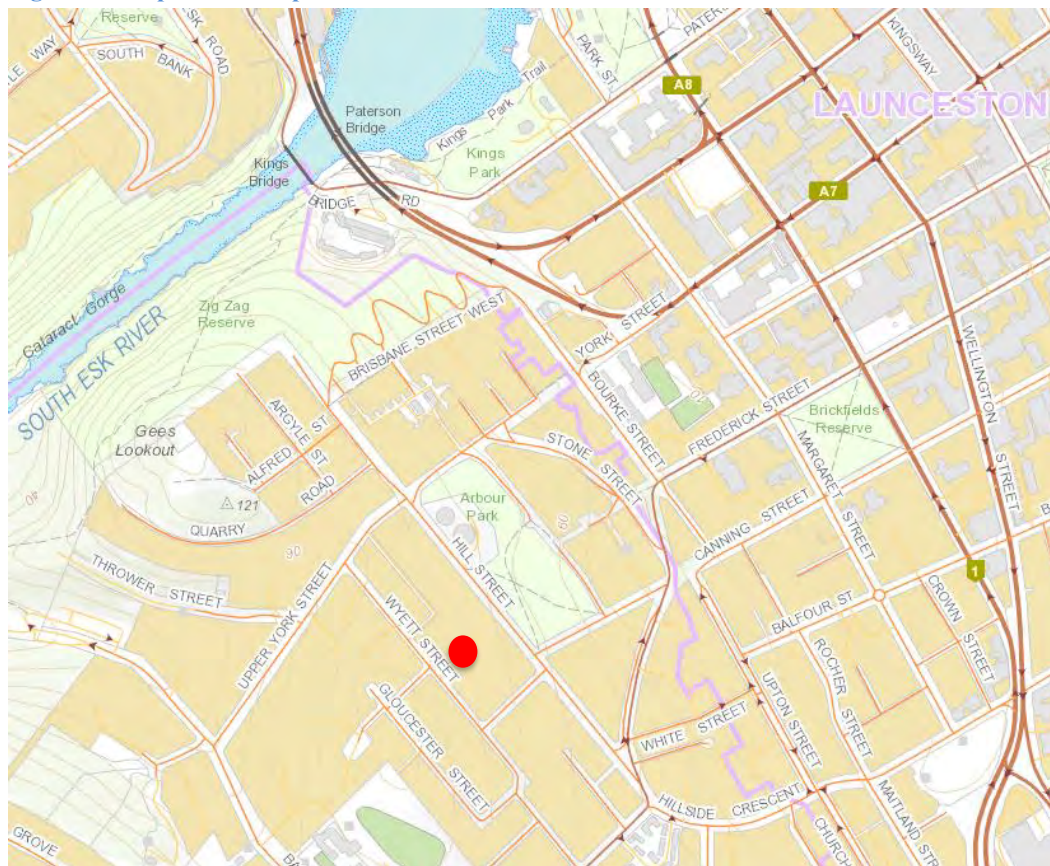 Reserve
SOUTH
BANK
ROAD
WAY
PARK ST
KINGSWAY
A8
LAUNCESTON
Paterson
Bridge
Kings Park Trail
Kings
Park
Kings
Bridge
A7
BRIDGE
RD
Cataract Gorge
SOUTH ESK RIVER
Zig Zag
Reserve
BRISBANE STREET WEST
YORK STREET
WELLINGTON STREET
BOURKE STREET
FREDERICK STREET
Brickfields
Reserve
ARGYLE ST
Gees
Lookout
ALFRED ST
STONE STREET
MARGARET STREET
40
121
QUARRY ROAD
Arbour
Park
60
CANNING STREET
90
THROWER STREET
HILL STREET
1
UPPER YORK STREET
WYETT STREET
BALFOUR ST
CROWN STREET
ROCHER STREET
UPTON STREET
GLOUCESTER STREET
WHITE STREET
HILLSIDE CRESCENT
MAITLAND STREET
GROVE